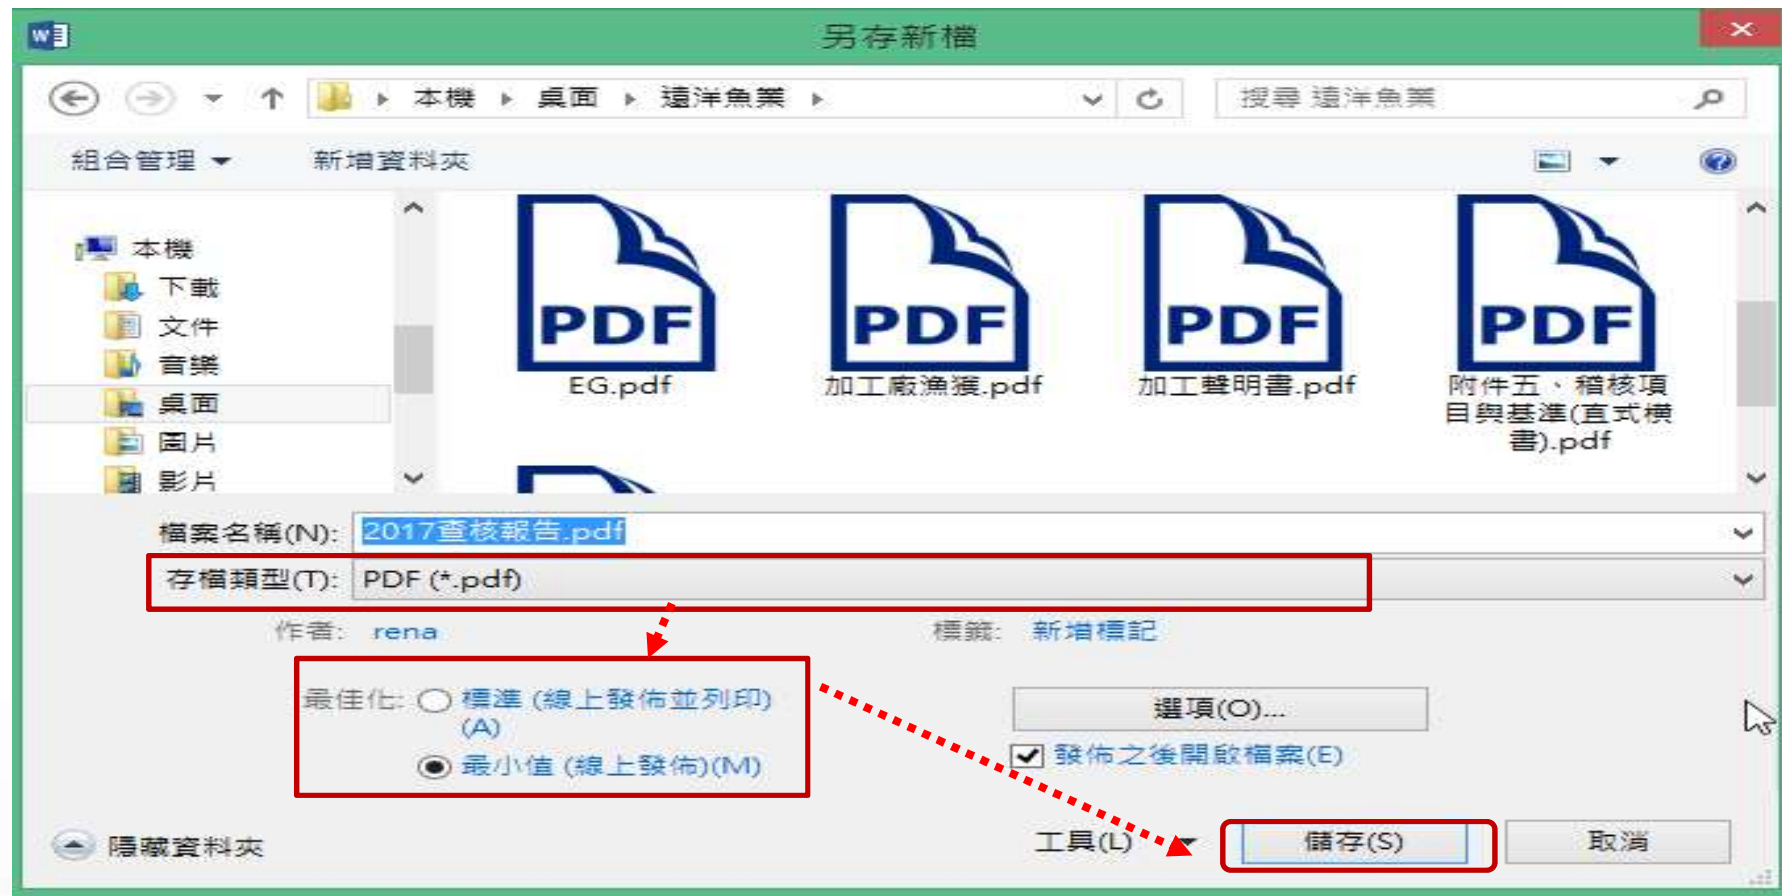 另存新檔
本機 桌面 遠洋魚業
搜尋 遠洋魚業
組合管理
新增資料夾
本機
下載
文件
音樂
桌面
圖片
影片
PDF
EG.pdf
PDF
加工廠漁獲.pdf
PDF
加工聲明書.pdf
PDF
附件五、稽核項
目與基準(直式橫
書).pdf
檔案名稱(N): 2017查核報告.pdf
存檔類型(T): PDF (*.pdf)
作者: rena
標籤: 新增標記
最佳化: 標準 (線上發佈並列印)
(A)
最小值 (線上發佈)(M)
選項(O)...
發佈之後開啟檔案(E)
隱藏資料夾
工具(L)
儲存(S)
取消